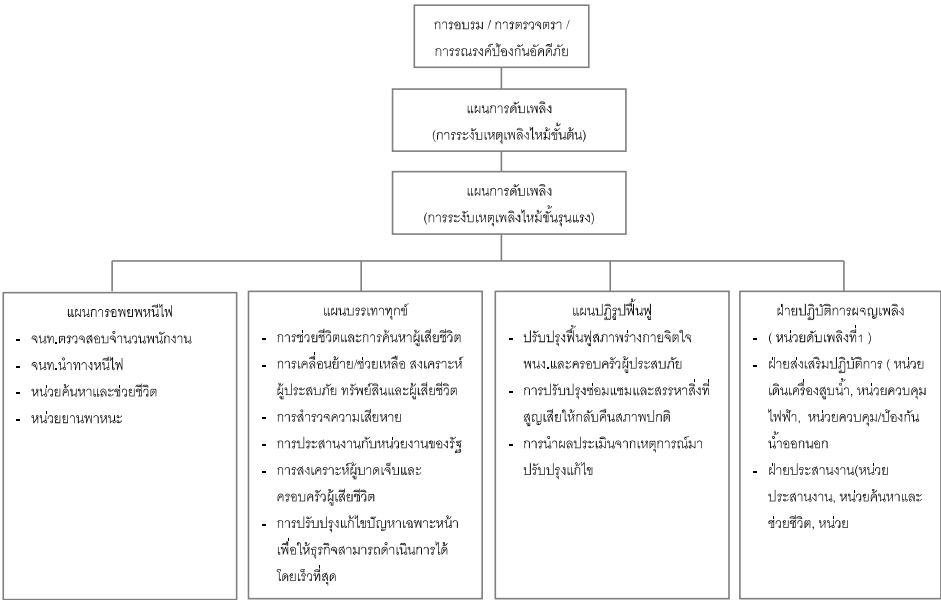 การอบรม / การตรวจตรา /
การรณรงค์ป้องกันอัคคีภัย
แผนการดับเพลิง
(การระงับเหตุเพลิงไหม้ขั้นต้น)
แผนการดับเพลิง
(การระงับเหตุเพลิงไหม้ขั้นรุนแรง)
แผนการอพยพหนีไฟ
- จนท.ตรวจสอบจำนวนพนักงาน
- จนท.นำทางหนีไฟ
- หน่วยค้นหาและช่วยชีวิต
- หน่วยยานพาหนะ
แผนบรรเทาทุกข์
- การช่วยชีวิตและการค้นหาผู้เสียชีวิต
- การเคลื่อนย้าย/ช่วยเหลือ สงเคราะห์
ผู้ประสบภัย ทรัพย์สินและผู้เสียชีวิต
- การสำรวจความเสียหาย
- การประสานงานกับหน่วยงานของรัฐ
- การสงเคราะห์ผู้บาดเจ็บและ
ครอบครัวผู้เสียชีวิต
- การปรับปรุงแก้ไขปัญหาเฉพาะหน้า
เพื่อให้ธุรกิจสามารถดำเนินการได้
โดยเร็วที่สุด
แผนปฏิรูปฟื้นฟู
- ปรับปรุงฟื้นฟูสภาพร่างกายจิตใจ
พนง.และครอบครัวผู้ประสบภัย
- การปรับปรุงซ่อมแซมและสรรหาสิ่งที่
สูญเสียให้กลับคืนสภาพปกติ
- การนำผลประเมินจากเหตุการณ์มา
ปรับปรุงแก้ไข
ฝ่ายปฏิบัติการผจญเพลิง
- ( หน่วยดับเพลิงที่1 )
- ฝ่ายส่งเสริมปฏิบัติการ ( หน่วย
เดินเครื่องสูบน้ำ, หน่วยควบคุม
ไฟฟ้า, หน่วยควบคุม/ป้องกัน
น้ำออกนอก
- ฝ่ายประสานงาน(หน่วย
ประสานงาน, หน่วยค้นหาและ
ช่วยชีวิต, หน่วย